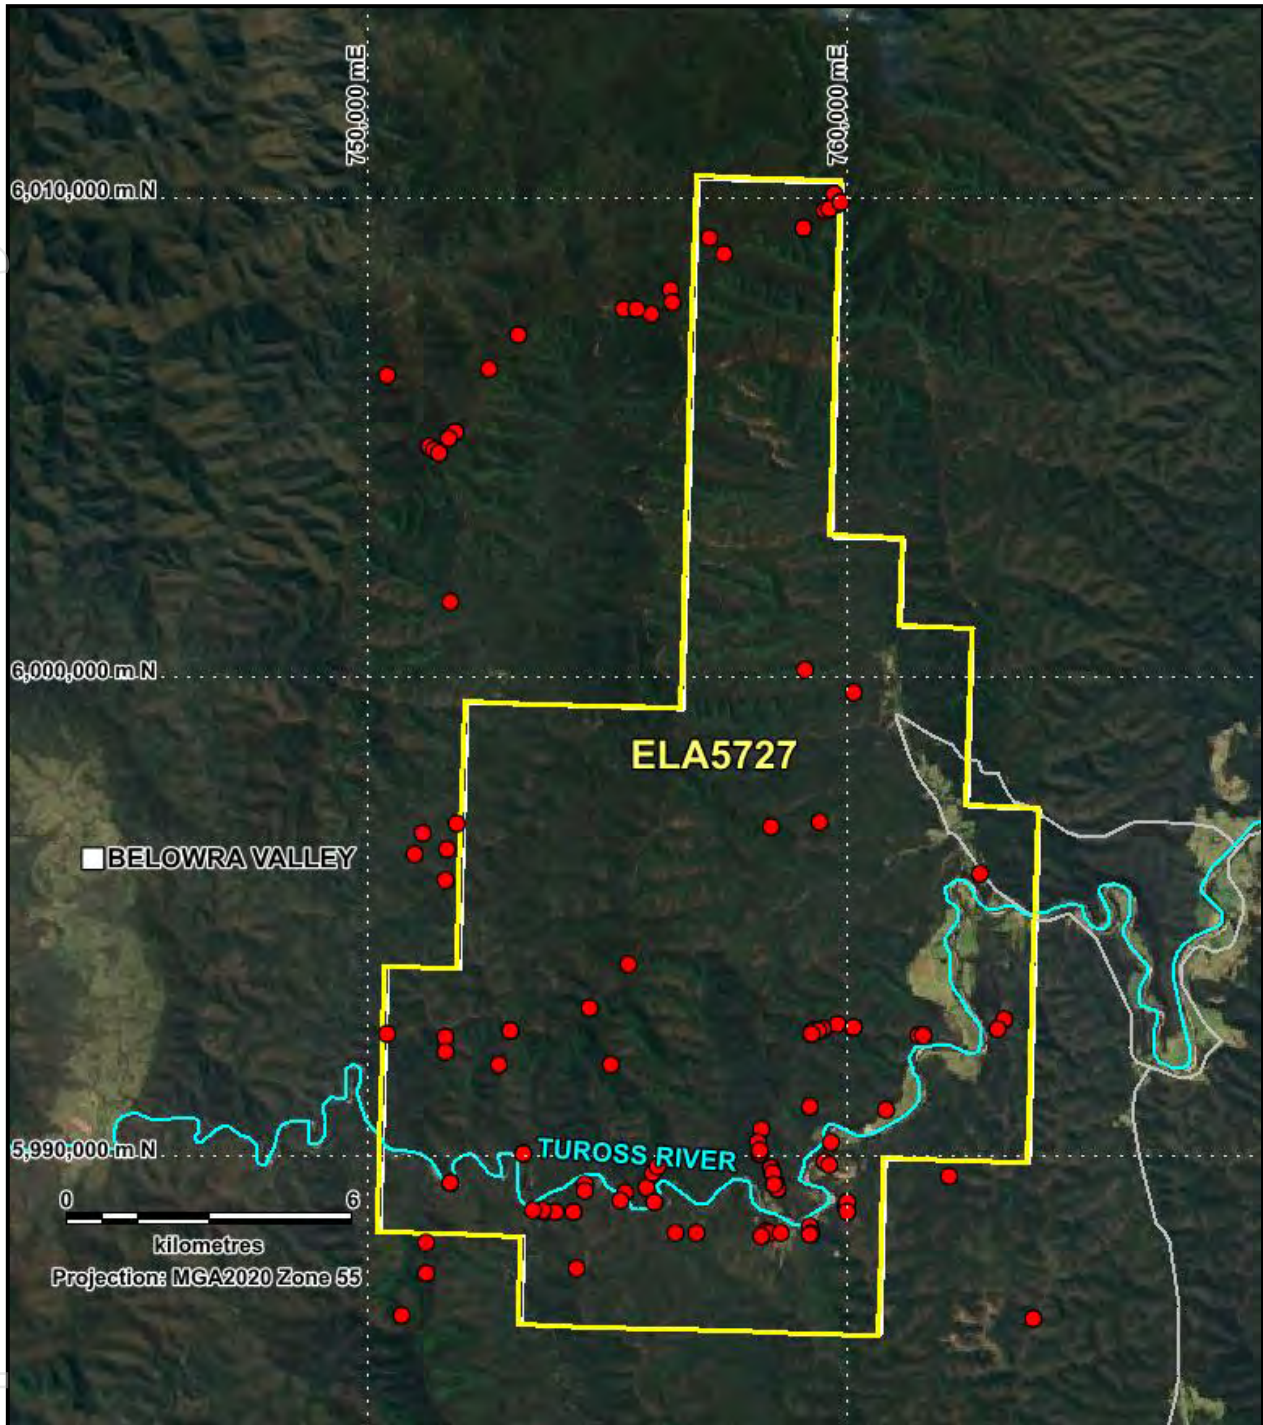 750,000 mE
760,000 mE
6,010,000 m N
6,000,000 m N
ELA5727
BELOWRA VALLEY
5,990,000 m N
TUROSS RIVER
0 6
kilometres
Projection: MGA2020 Zone 55